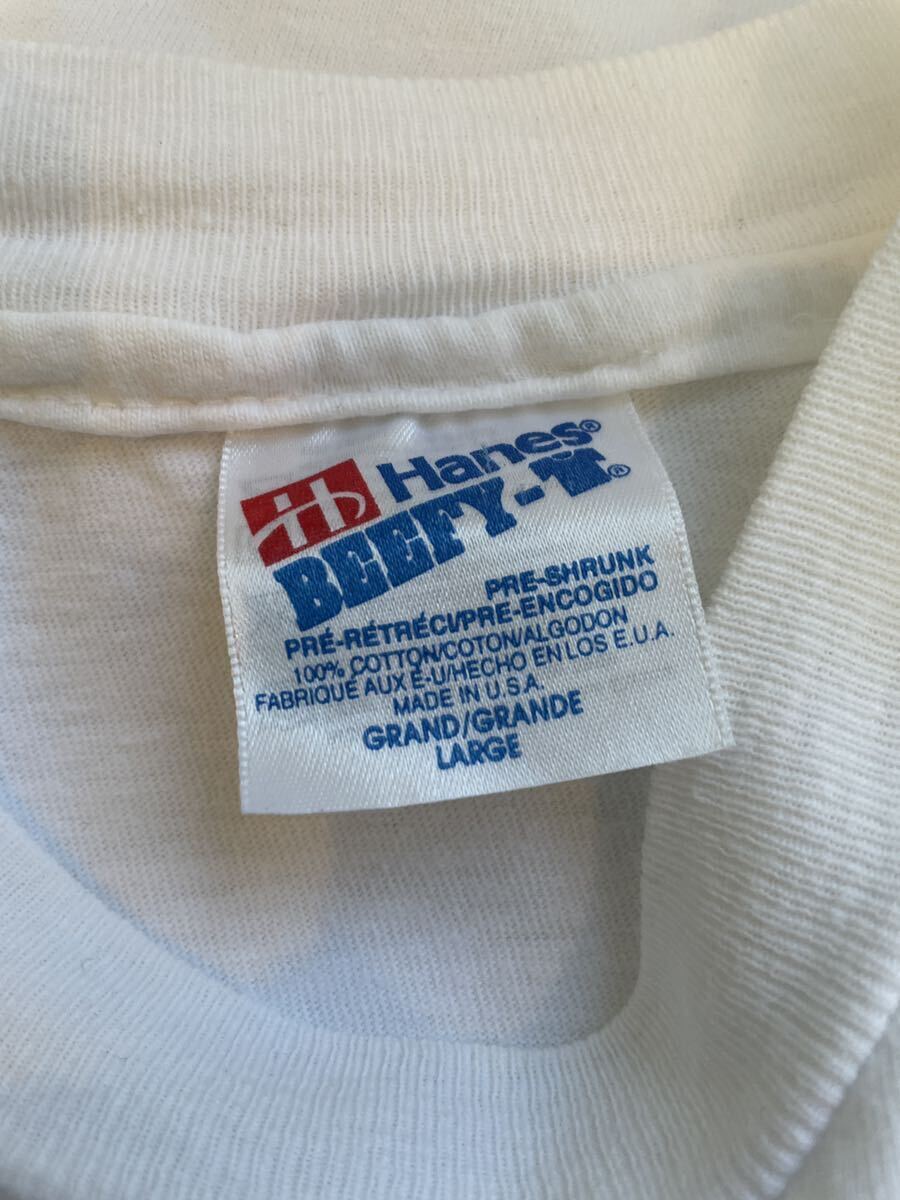 H Hanes®
BEEFY-T®
PRE-SHRUNK
PRÉ-RÉTRÉCI/PRE-ENCOGIDO
100% COTTON/COTON/ALGODON
FABRIQUÉ AUX É-U/HECHO EN LOS E.U.A.
MADE IN U.S.A.
GRAND/GRANDE
LARGE